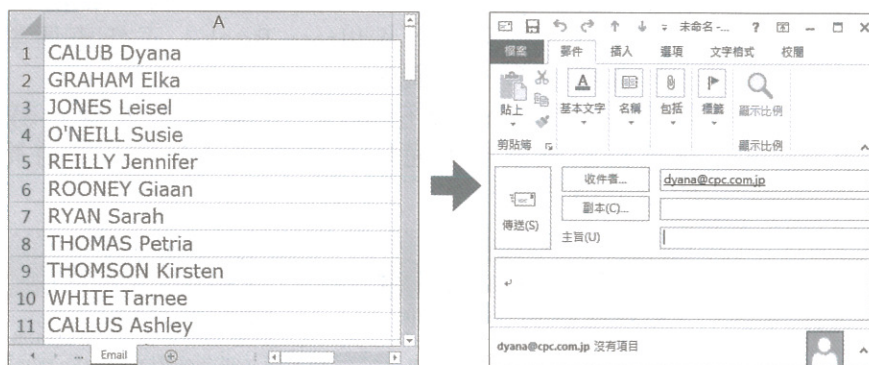 A
1 CALUB Dyana
2 GRAHAM Elka
3 JONES Leisel
4 O'NEILL Susie
5 REILLY Jennifer
6 ROONEY Giaan
7 RYAN Sarah
8 THOMAS Petria
9 THOMSON Kirsten
10 WHITE Tarnee
11 CALLUS Ashley
... Email
未命名 -... ?
檔案 郵件 插入 選項 文字格式 校閱
貼上 基本文字 名稱 包括 標籤 顯示比例
剪貼簿 顯示比例
傳送(S)
收件者... dyana@cpc.com.jp
副本(C)...
主旨(U)
dyana@cpc.com.jp 沒有項目